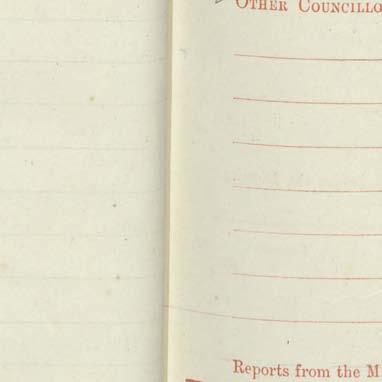 OTHER COUNCILLO
Reports from the M